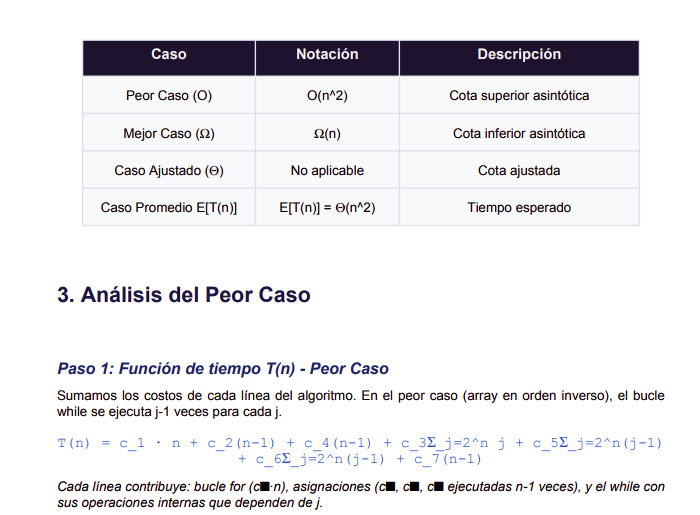 Caso Notación Descripción
Peor Caso (O) O(n^2) Cota superior asintótica
Mejor Caso (Ω) Ω(n) Cota inferior asintótica
Caso Ajustado (Θ) No aplicable Cota ajustada
Caso Promedio E[T(n)] E[T(n)] = Θ(n^2) Tiempo esperado
3. Análisis del Peor Caso
Paso 1: Función de tiempo T(n) - Peor Caso
Sumamos los costos de cada línea del algoritmo. En el peor caso (array en orden inverso), el bucle
while se ejecuta j-1 veces para cada j.
T(n) = c_1 · n + c_2(n-1) + c_4(n-1) + c_3Σ_j=2^n j + c_5Σ_j=2^n(j-1)
+ c_6Σ_j=2^n(j-1) + c_7(n-1)
Cada línea contribuye: bucle for (c■·n), asignaciones (c■, c■, c■ ejecutadas n-1 veces), y el while con
sus operaciones internas que dependen de j.